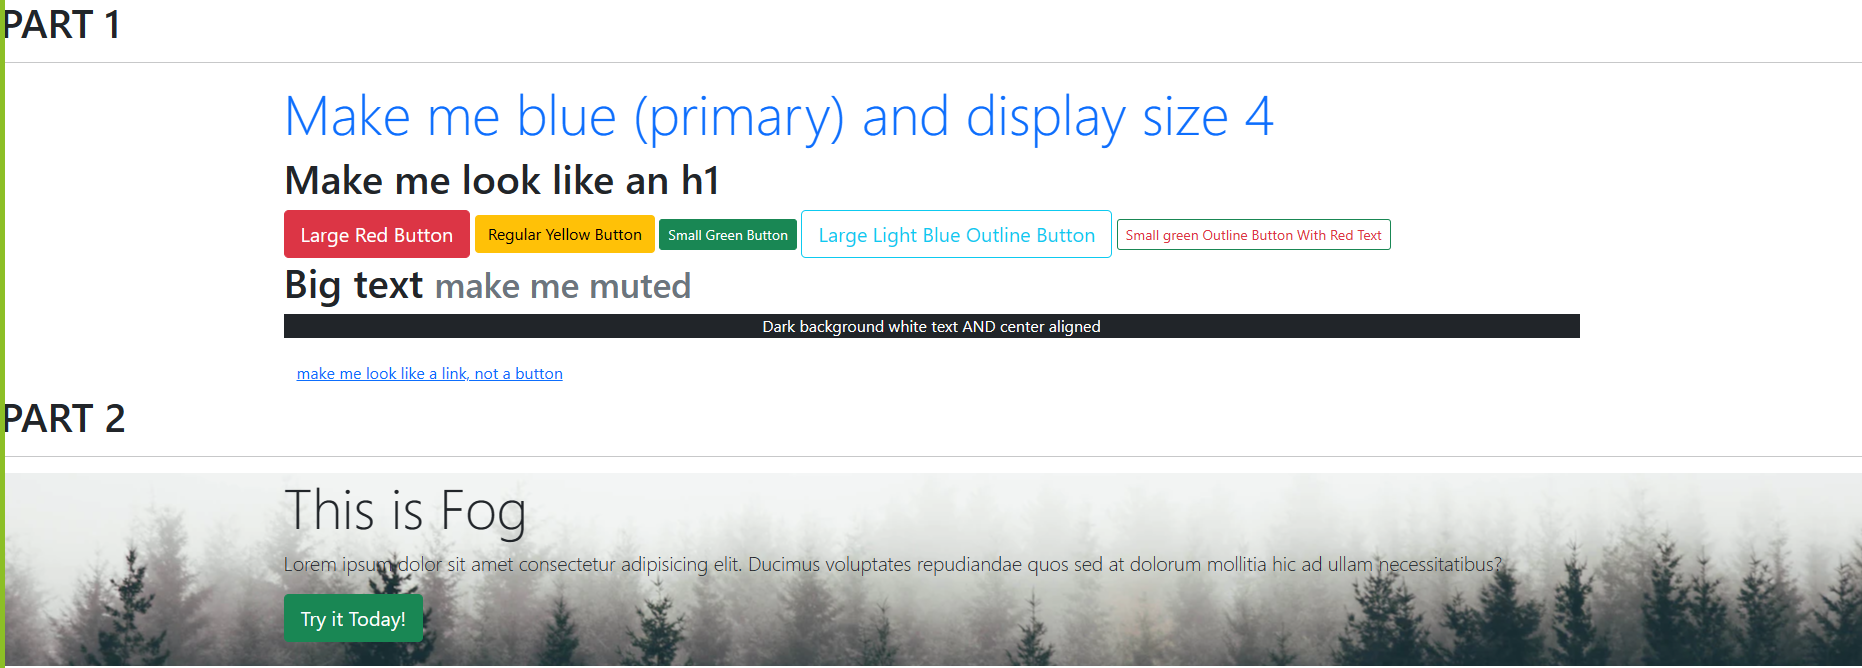 PART 1
Make me blue (primary) and display size 4
Make me look like an h1
Large Red Button Regular Yellow Button Small Green Button Large Light Blue Outline Button Small green Outline Button With Red Text
Big text make me muted
Dark background white text AND center aligned
make me look like a link, not a button
PART 2
This is Fog
Lorem ipsum dolor sit amet consectetur adipisicing elit. Ducimus voluptates repudiandae quos sed at dolorum mollitia hic ad ullam necessitatibus?
Try it Today!